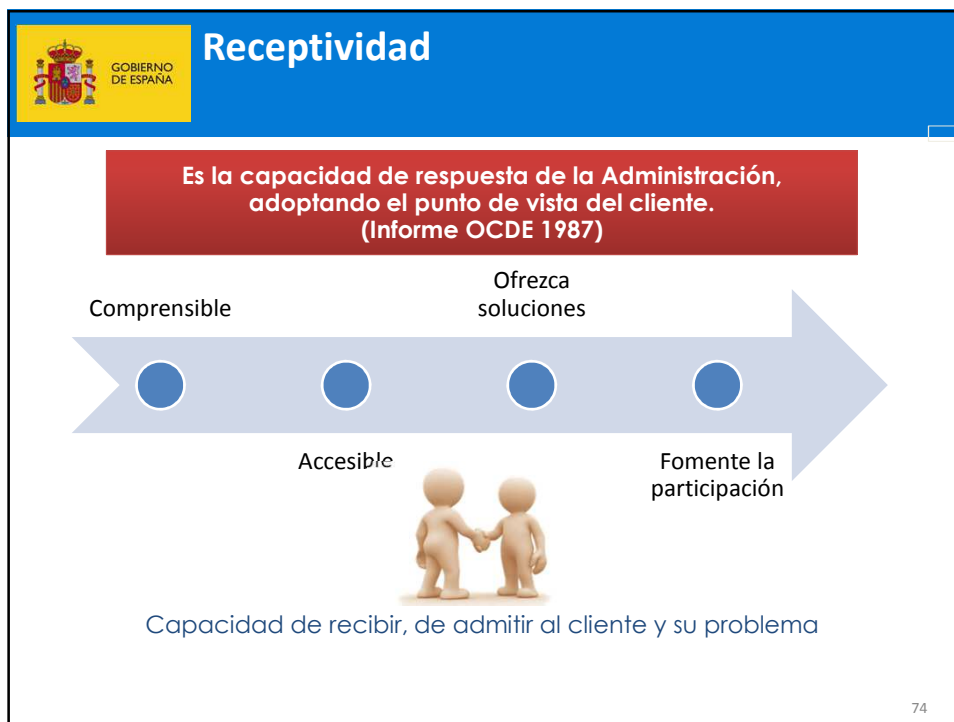 GOBIERNO
DE ESPAÑA
Receptividad
Es la capacidad de respuesta de la Administración,
adoptando el punto de vista del cliente.
(Informe OCDE 1987)
Comprensible
Ofrezca
soluciones
Accesible
Fomente la
participación
Capacidad de recibir, de admitir al cliente y su problema
74